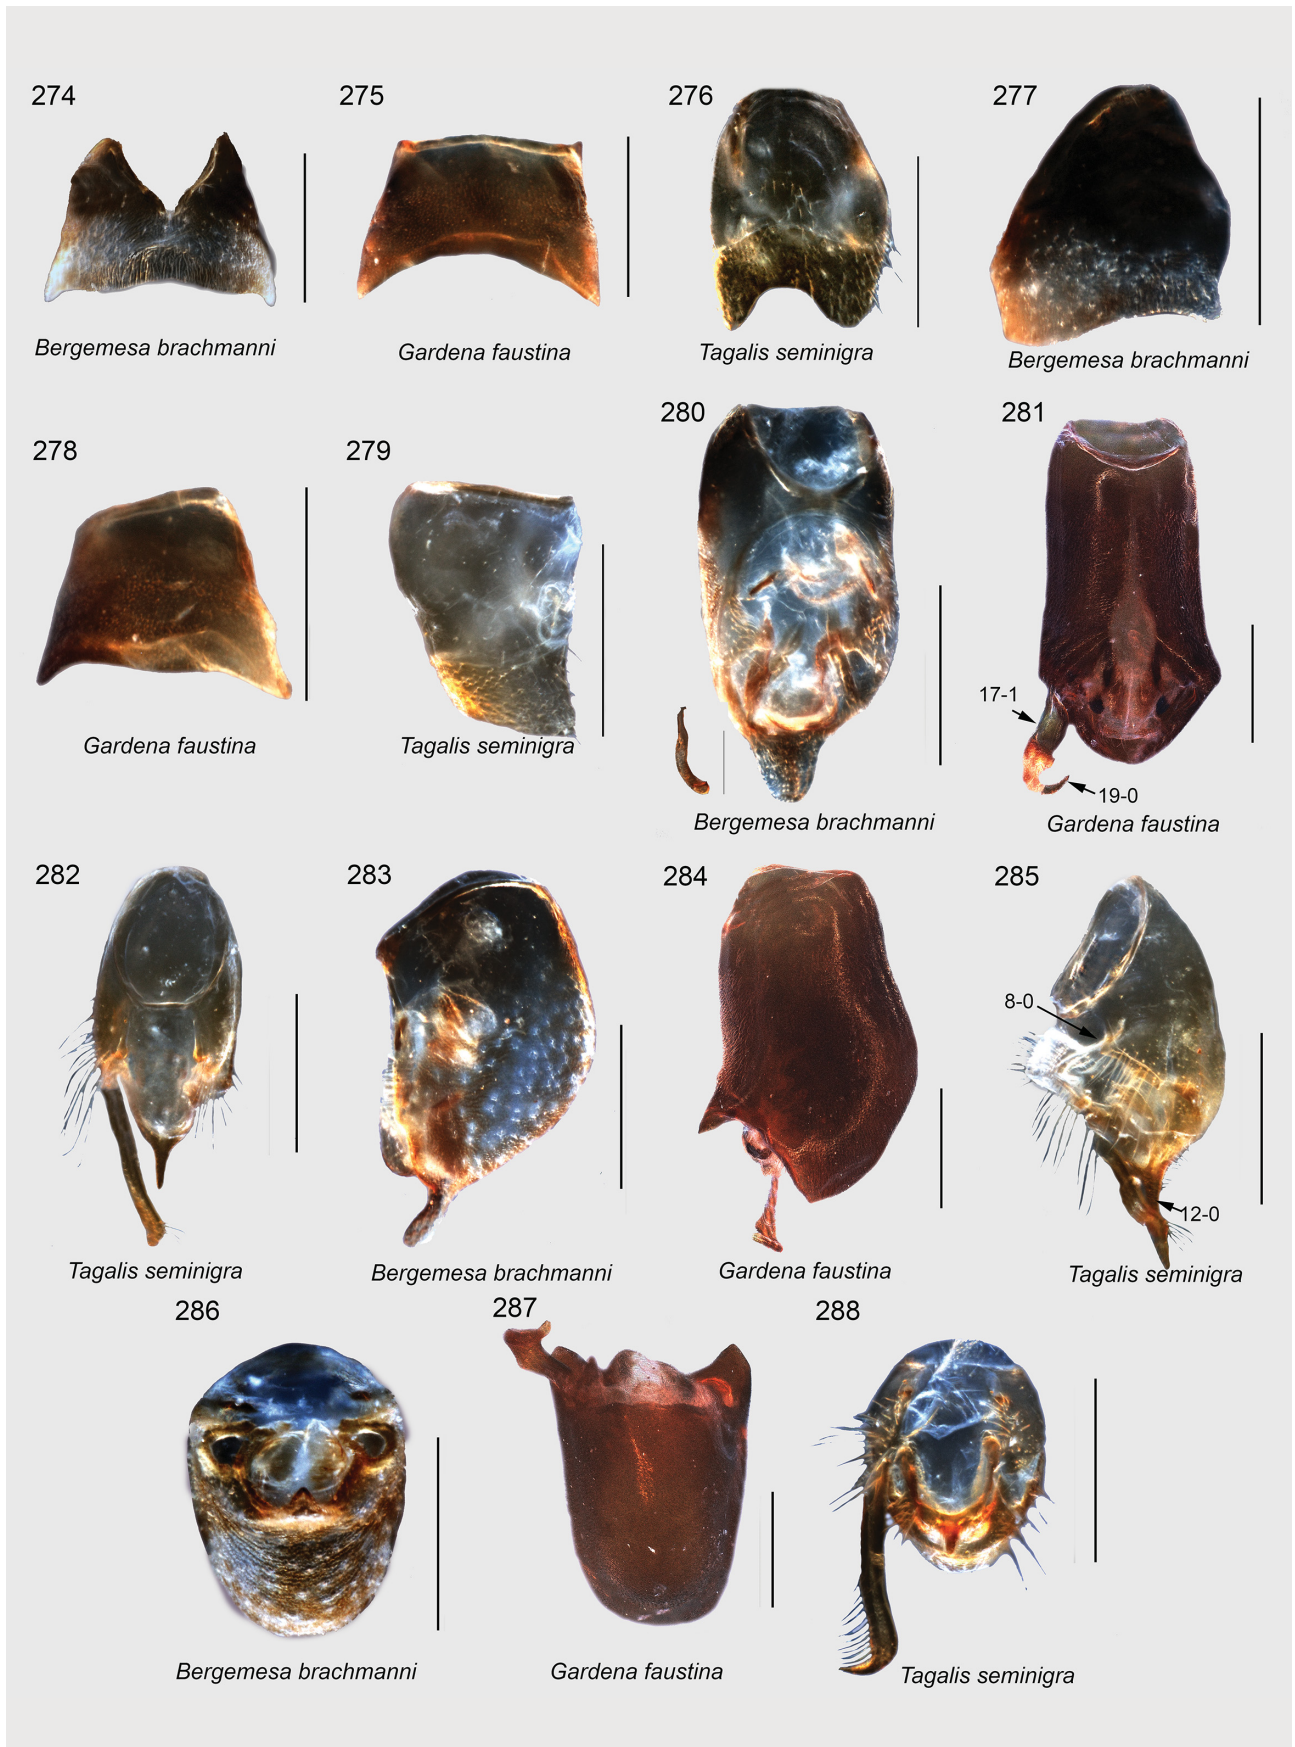 274
275
276
277
Bergemesa brachmanni
Gardena faustina
Tagalis seminigra
Bergemesa brachmanni
278
279
280
281
17-1
19-0
Gardena faustina
Tagalis seminigra
Bergemesa brachmanni
Gardena faustina
282
283
284
285
8-0
12-0
Tagalis seminigra
Bergemesa brachmanni
Gardena faustina
Tagalis seminigra
286
287
288
Bergemesa brachmanni
Gardena faustina
Tagalis seminigra